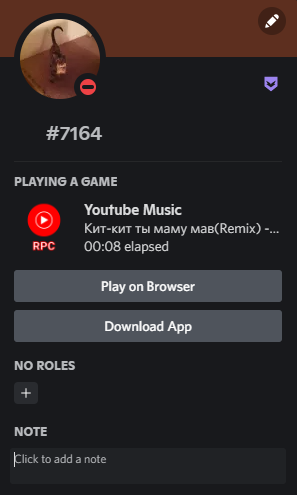 #7164
PLAYING A GAME
Youtube Music
Кит-кит ты маму мав(Remix) -...
RPC
00:08 elapsed
Play on Browser
Download App
NO ROLES
+
NOTE
Click to add a note